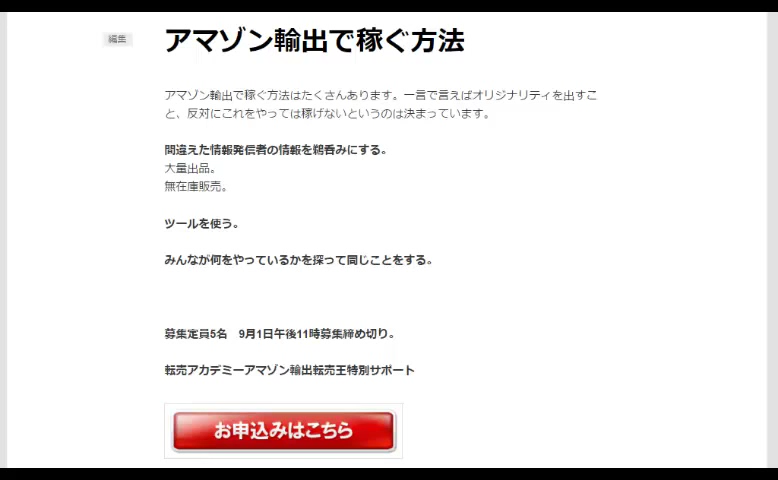 編集
アマゾン輸出で稼ぐ方法
アマゾン輸出で稼ぐ方法はたくさんあります。一言で言えばオリジナリティを出すこ
と、反対にこれをやっては稼げないというのは決まっています。
間違えた情報発信者の情報を鵜呑みにする。
大量出品。
無在庫販売。
ツールを使う。
みんなが何をやっているかを探って同じことをする。
募集定員5名　9月1日午後11時募集締め切り。
転売アカデミーアマゾン輸出転売王特別サポート
お申込みはこちら